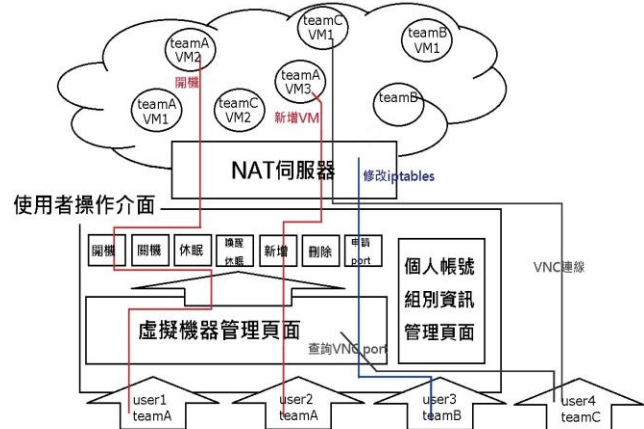 teamC
VM1
teamA
VM2
teamB
VM1
開機
teamA
VM3
teamA
VM1
teamC
VM2
新增VM
teamB
NAT伺服器
修改iptables
使用者操作介面
開機
關機
休眠
喚醒
休眠
新增
刪除
申請
port
個人帳號
組別資訊
管理頁面
VNC連線
虛擬機器管理頁面
查詢VNC port
user1
teamA
user2
teamA
user3
teamB
user4
teamC